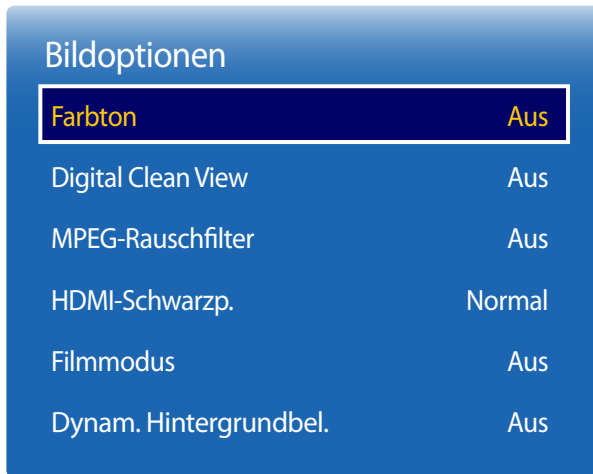 Bildoptionen
Farbton Aus
Digital Clean View Aus
MPEG-Rauschfilter Aus
HDMI-Schwarzp. Normal
Filmmodus Aus
Dynam. Hintergrundbel. Aus